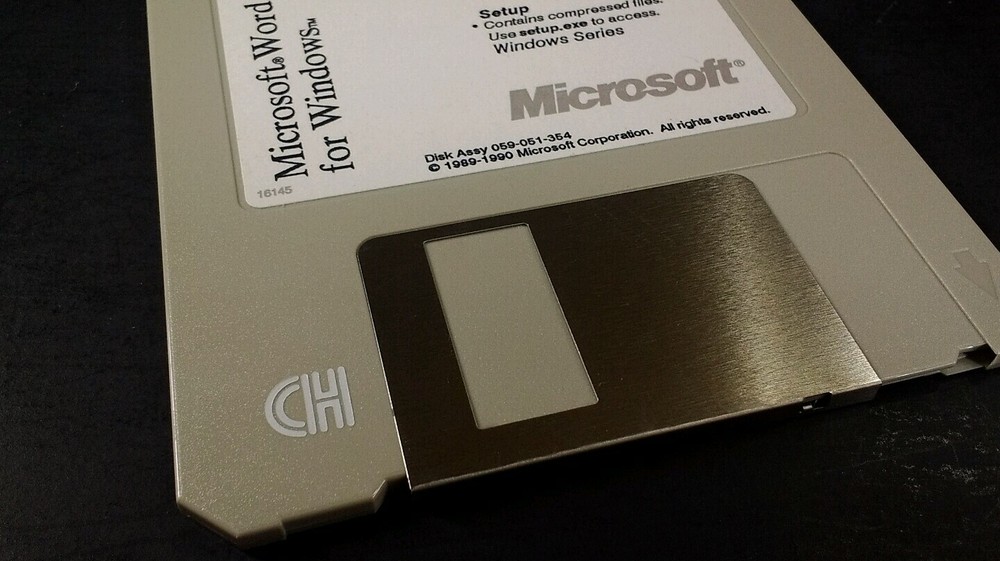 Microsoft® Word
for Windows™
Setup
• Contains compressed files.
Use setup.exe to access.
Windows Series
Microsoft®
Disk Assy 059-051-354
© 1989-1990 Microsoft Corporation. All rights reserved.
16145
CH